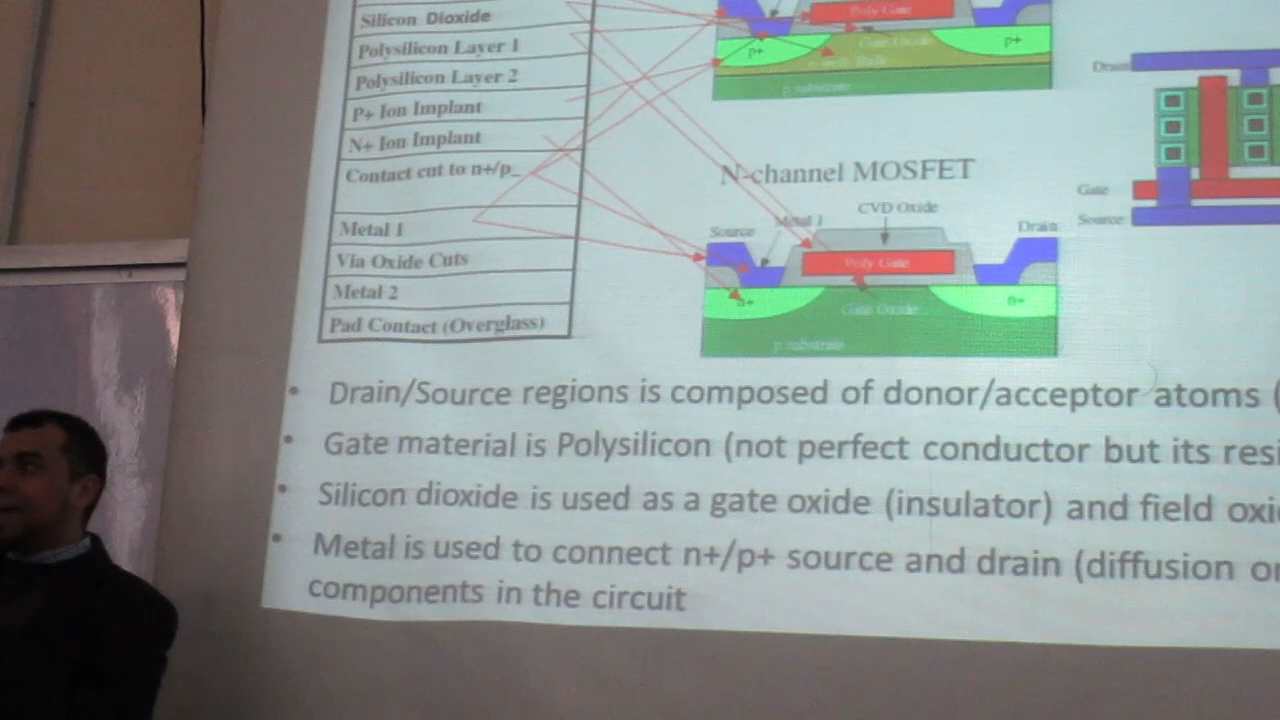 Silicon Dioxide
Polysilicon Layer 1
Polysilicon Layer 2
P+ Ion Implant
N+ Ion Implant
Contact cut to n+/p_
Metal 1
Via Oxide Cuts
Metal 2
Pad Contact (Overglass)
Poly Gate
p+
Gate Oxide
p+
p substrate
Drain
Gate
Source
N-channel MOSFET
Source
Metal 1
CVD Oxide
Drain
Poly Gate
n+
Gate Oxide
n+
p substrate
• Drain/Source regions is composed of donor/acceptor atoms (
• Gate material is Polysilicon (not perfect conductor but its resi
• Silicon dioxide is used as a gate oxide (insulator) and field oxi
• Metal is used to connect n+/p+ source and drain (diffusion or
components in the circuit